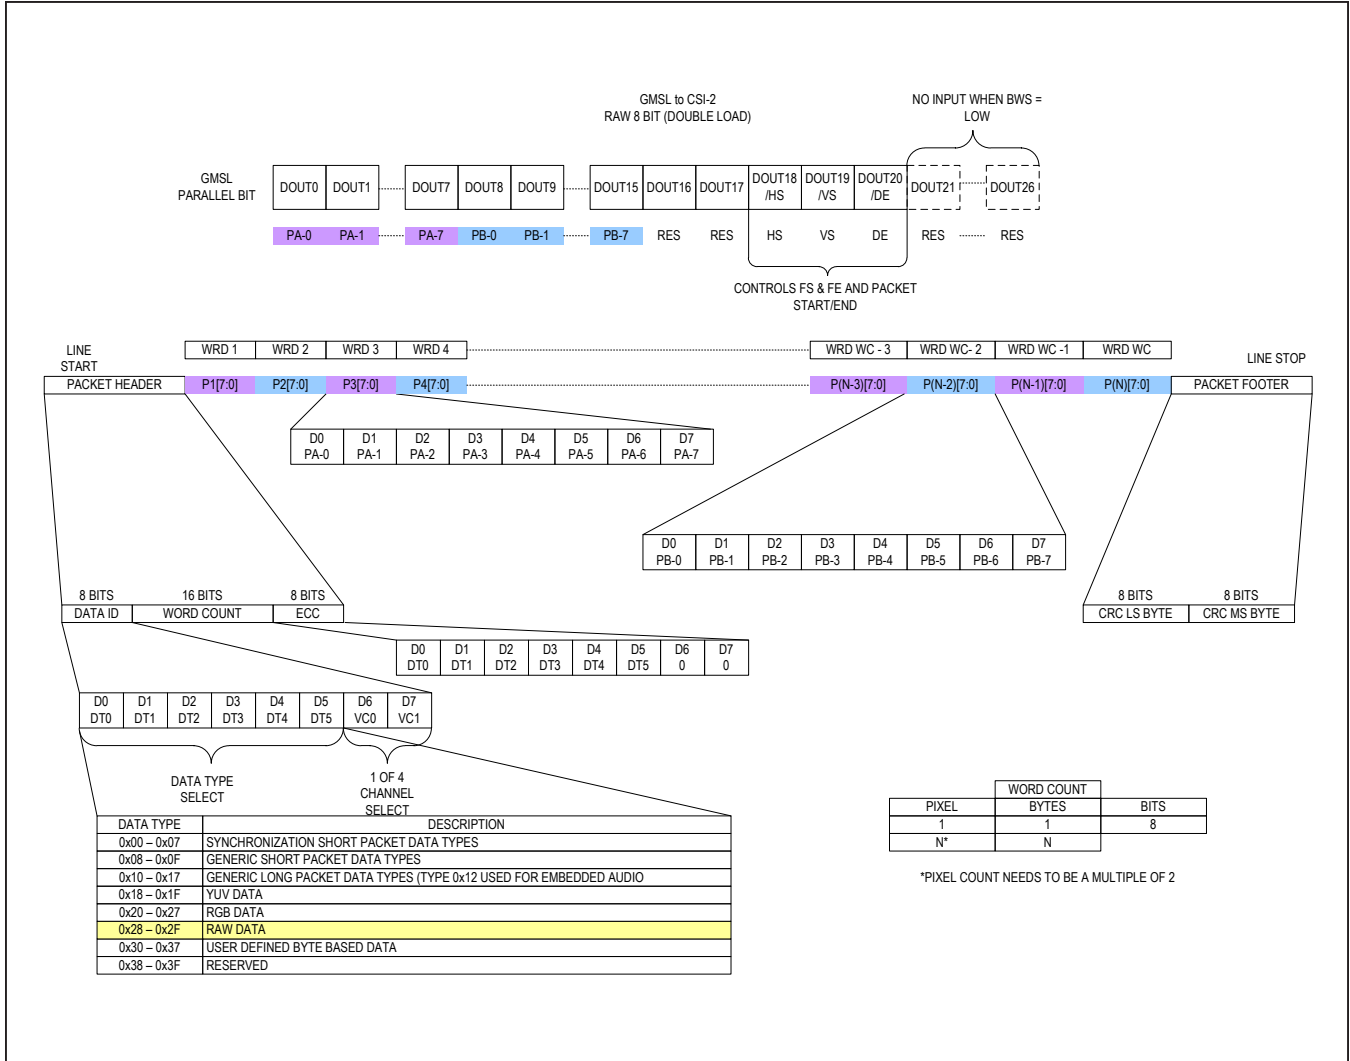 GMSL to CSI-2
RAW 8 BIT (DOUBLE LOAD)
NO INPUT WHEN BWS =
LOW
GMSL
PARALLEL BIT
DOUT0 DOUT1 DOUT7 DOUT8 DOUT9 DOUT15 DOUT16 DOUT17 DOUT18 /HS DOUT19 /VS DOUT20 /DE DOUT21 DOUT26
PA-0 PA-1 PA-7 PB-0 PB-1 PB-7 RES RES HS VS DE RES RES
CONTROLS FS & FE AND PACKET
START/END
LINE
START
WRD 1 WRD 2 WRD 3 WRD 4 WRD WC - 3 WRD WC- 2 WRD WC -1 WRD WC
LINE STOP
PACKET HEADER P1[7:0] P2[7:0] P3[7:0] P4[7:0] P(N-3)[7:0] P(N-2)[7:0] P(N-1)[7:0] P(N)[7:0] PACKET FOOTER
D0 D1 D2 D3 D4 D5 D6 D7
PA-0 PA-1 PA-2 PA-3 PA-4 PA-5 PA-6 PA-7
D0 D1 D2 D3 D4 D5 D6 D7
PB-0 PB-1 PB-2 PB-3 PB-4 PB-5 PB-6 PB-7
8 BITS 16 BITS 8 BITS
DATA ID WORD COUNT ECC
8 BITS 8 BITS
CRC LS BYTE CRC MS BYTE
D0 D1 D2 D3 D4 D5 D6 D7
DT0 DT1 DT2 DT3 DT4 DT5 0 0
D0 D1 D2 D3 D4 D5 D6 D7
DT0 DT1 DT2 DT3 DT4 DT5 VC0 VC1
DATA TYPE
SELECT
1 OF 4
CHANNEL
SELECT
DATA TYPE DESCRIPTION
0x00 – 0x07 SYNCHRONIZATION SHORT PACKET DATA TYPES
0x08 – 0x0F GENERIC SHORT PACKET DATA TYPES
0x10 – 0x17 GENERIC LONG PACKET DATA TYPES (TYPE 0x12 USED FOR EMBEDDED AUDIO
0x18 – 0x1F YUV DATA
0x20 – 0x27 RGB DATA
0x28 – 0x2F RAW DATA
0x30 – 0x37 USER DEFINED BYTE BASED DATA
0x38 – 0x3F RESERVED
WORD COUNT
PIXEL BYTES BITS
1 1 8
N* N
*PIXEL COUNT NEEDS TO BE A MULTIPLE OF 2